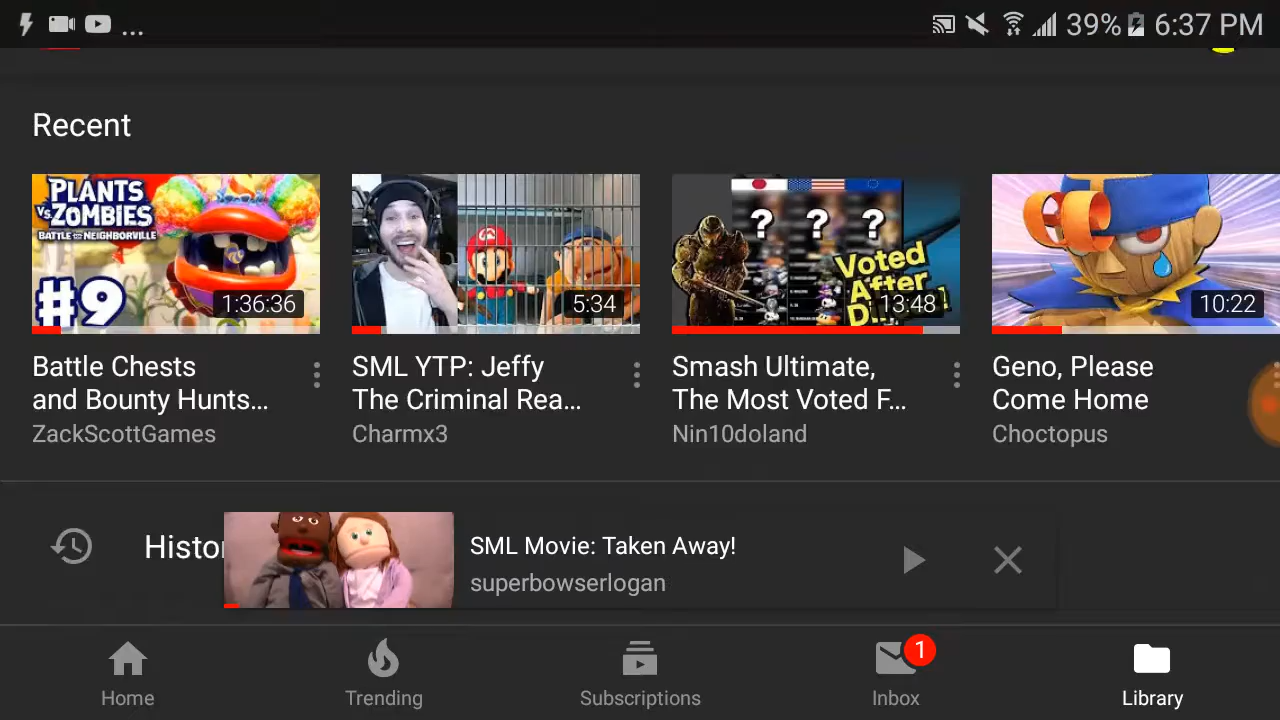 ... 39% 6:37 PM
Recent
PLANTS
VS. ZOMBIES
BATTLE FOR NEIGHBORVILLE
#9
1:36:36
5:34
? ? ?
Voted
After
13:48
10:22
Battle Chests
and Bounty Hunts...
ZackScottGames
SML YTP: Jeffy
The Criminal Rea...
Charmx3
Smash Ultimate,
The Most Voted F...
Nin10doland
Geno, Please
Come Home
Choctopus
Histor
SML Movie: Taken Away!
superbowserlogan
1
Home
Trending
Subscriptions
Inbox
Library